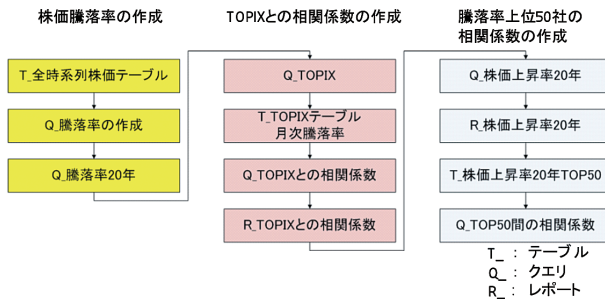 株価騰落率の作成
T_全時系列株価テーブル
Q_騰落率の作成
Q_騰落率20年
TOPIXとの相関係数の作成
Q_TOPIX
T_TOPIXテーブル
月次騰落率
Q_TOPIXとの相関係数
R_TOPIXとの相関係数
騰落率上位50社の
相関係数の作成
Q_株価上昇率20年
R_株価上昇率20年
T_株価上昇率20年TOP50
Q_TOP50間の相関係数
T_ : テーブル
Q_ : クエリ
R_ : レポート